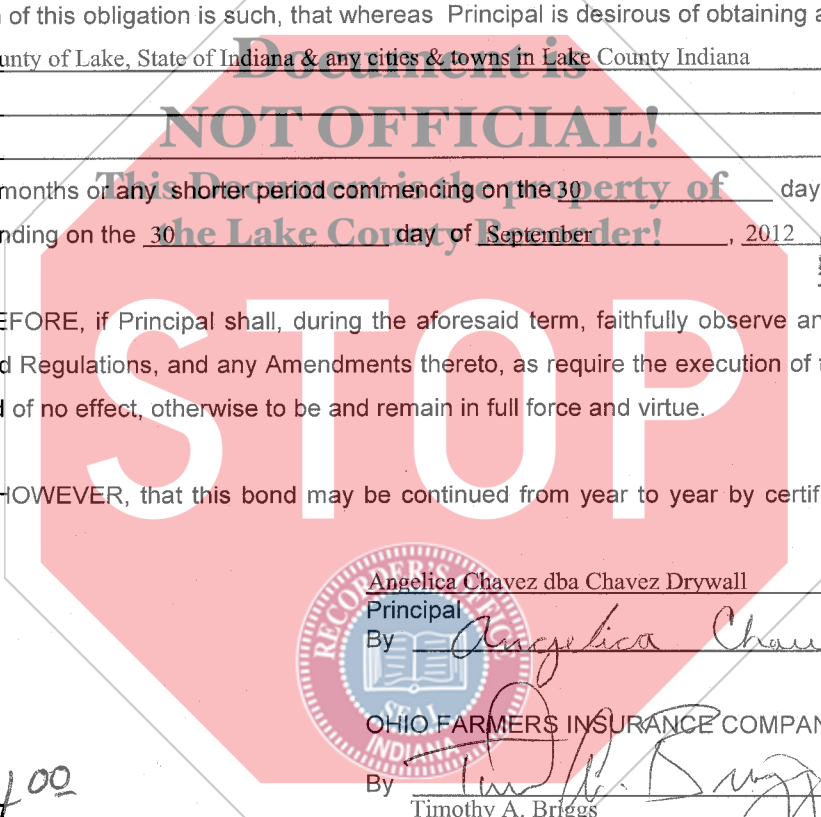 of this obligation is such, that whereas Principal is desirous of obtaining a
unty of Lake, State of Indiana & any cities & towns in Lake County Indiana
Document is
NOT OFFICIAL!
months or any shorter period commencing on the 30 day
This Document is the property of
nding on the 30 day of September, 2012
the Lake County Recorder!
EFORE, if Principal shall, during the aforesaid term, faithfully observe an
d Regulations, and any Amendments thereto, as require the execution of t
d of no effect, otherwise to be and remain in full force and virtue.
STOP
HOWEVER, that this bond may be continued from year to year by certif
Angelica Chavez dba Chavez Drywall
Principal
By Angelica Chav
RECORDER'S OFFICE
SEAL
INDIANA
OHIO FARMERS INSURANCE COMPAN
By
Timothy A. Briggs